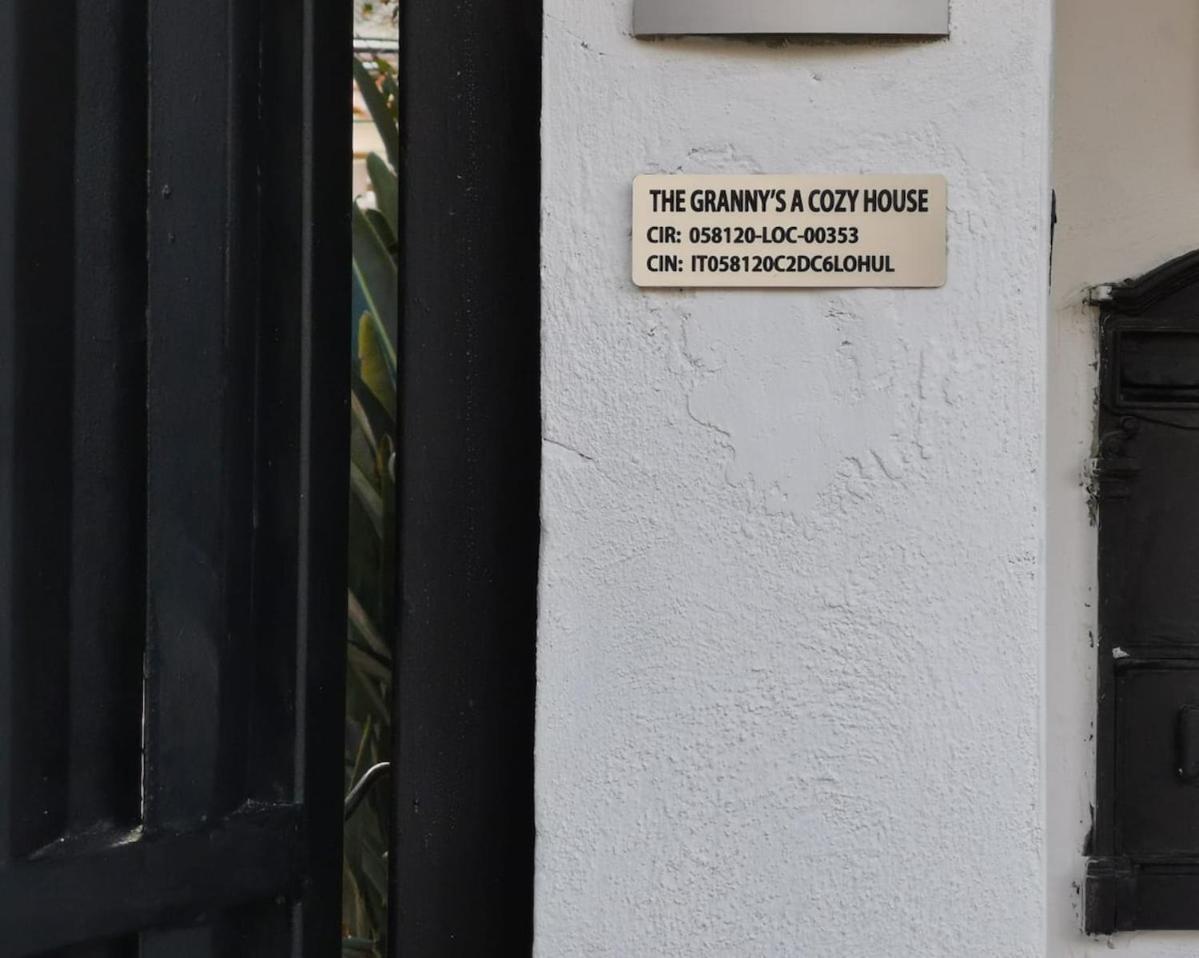 THE GRANNY'S A COZY HOUSE
CIR: 058120-LOC-00353
CIN: IT058120C2DC6LOHUL